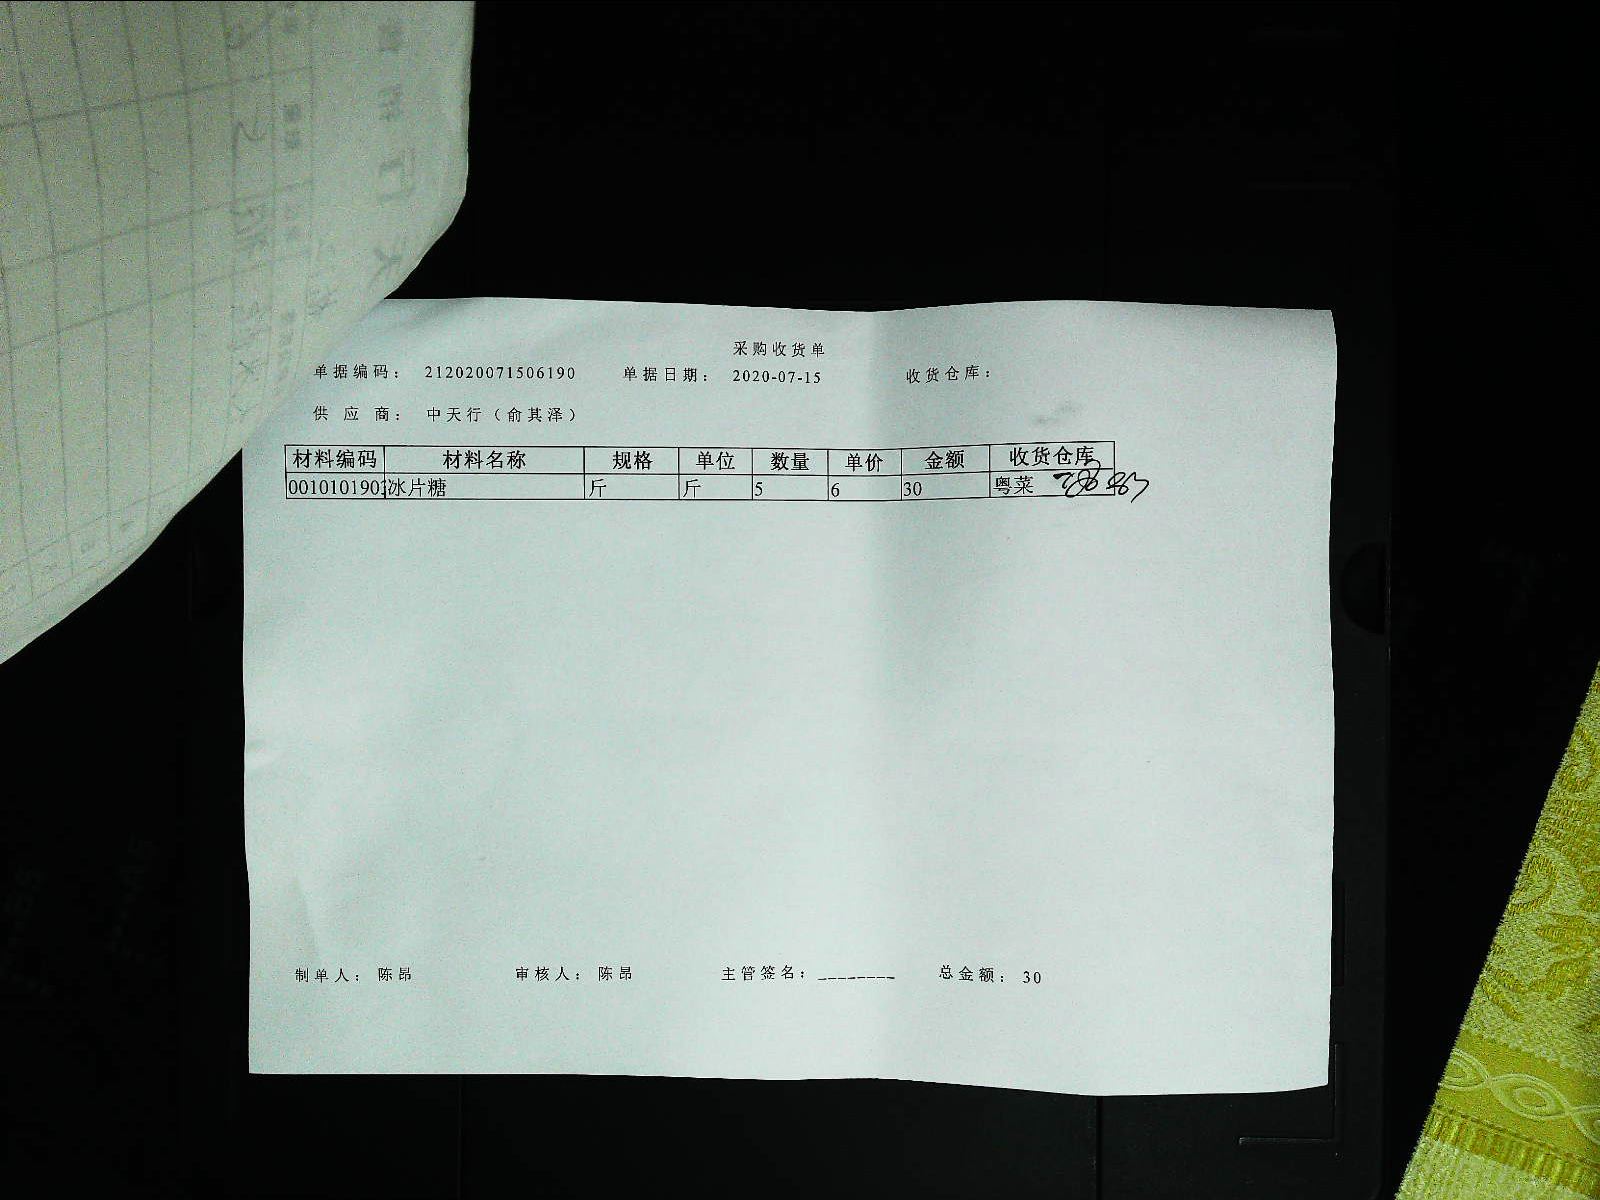 采购收货单
单据编码： 212020071506190 单据日期： 2020-07-15 收货仓库：
供 应 商： 中天行（俞其泽）
材料编码 材料名称 规格 单位 数量 单价 金额 收货仓库
0010101903 冰片糖 斤 斤 5 6 30 粤菜
制单人： 陈昂 审核人： 陈昂 主管签名：________ 总金额： 30